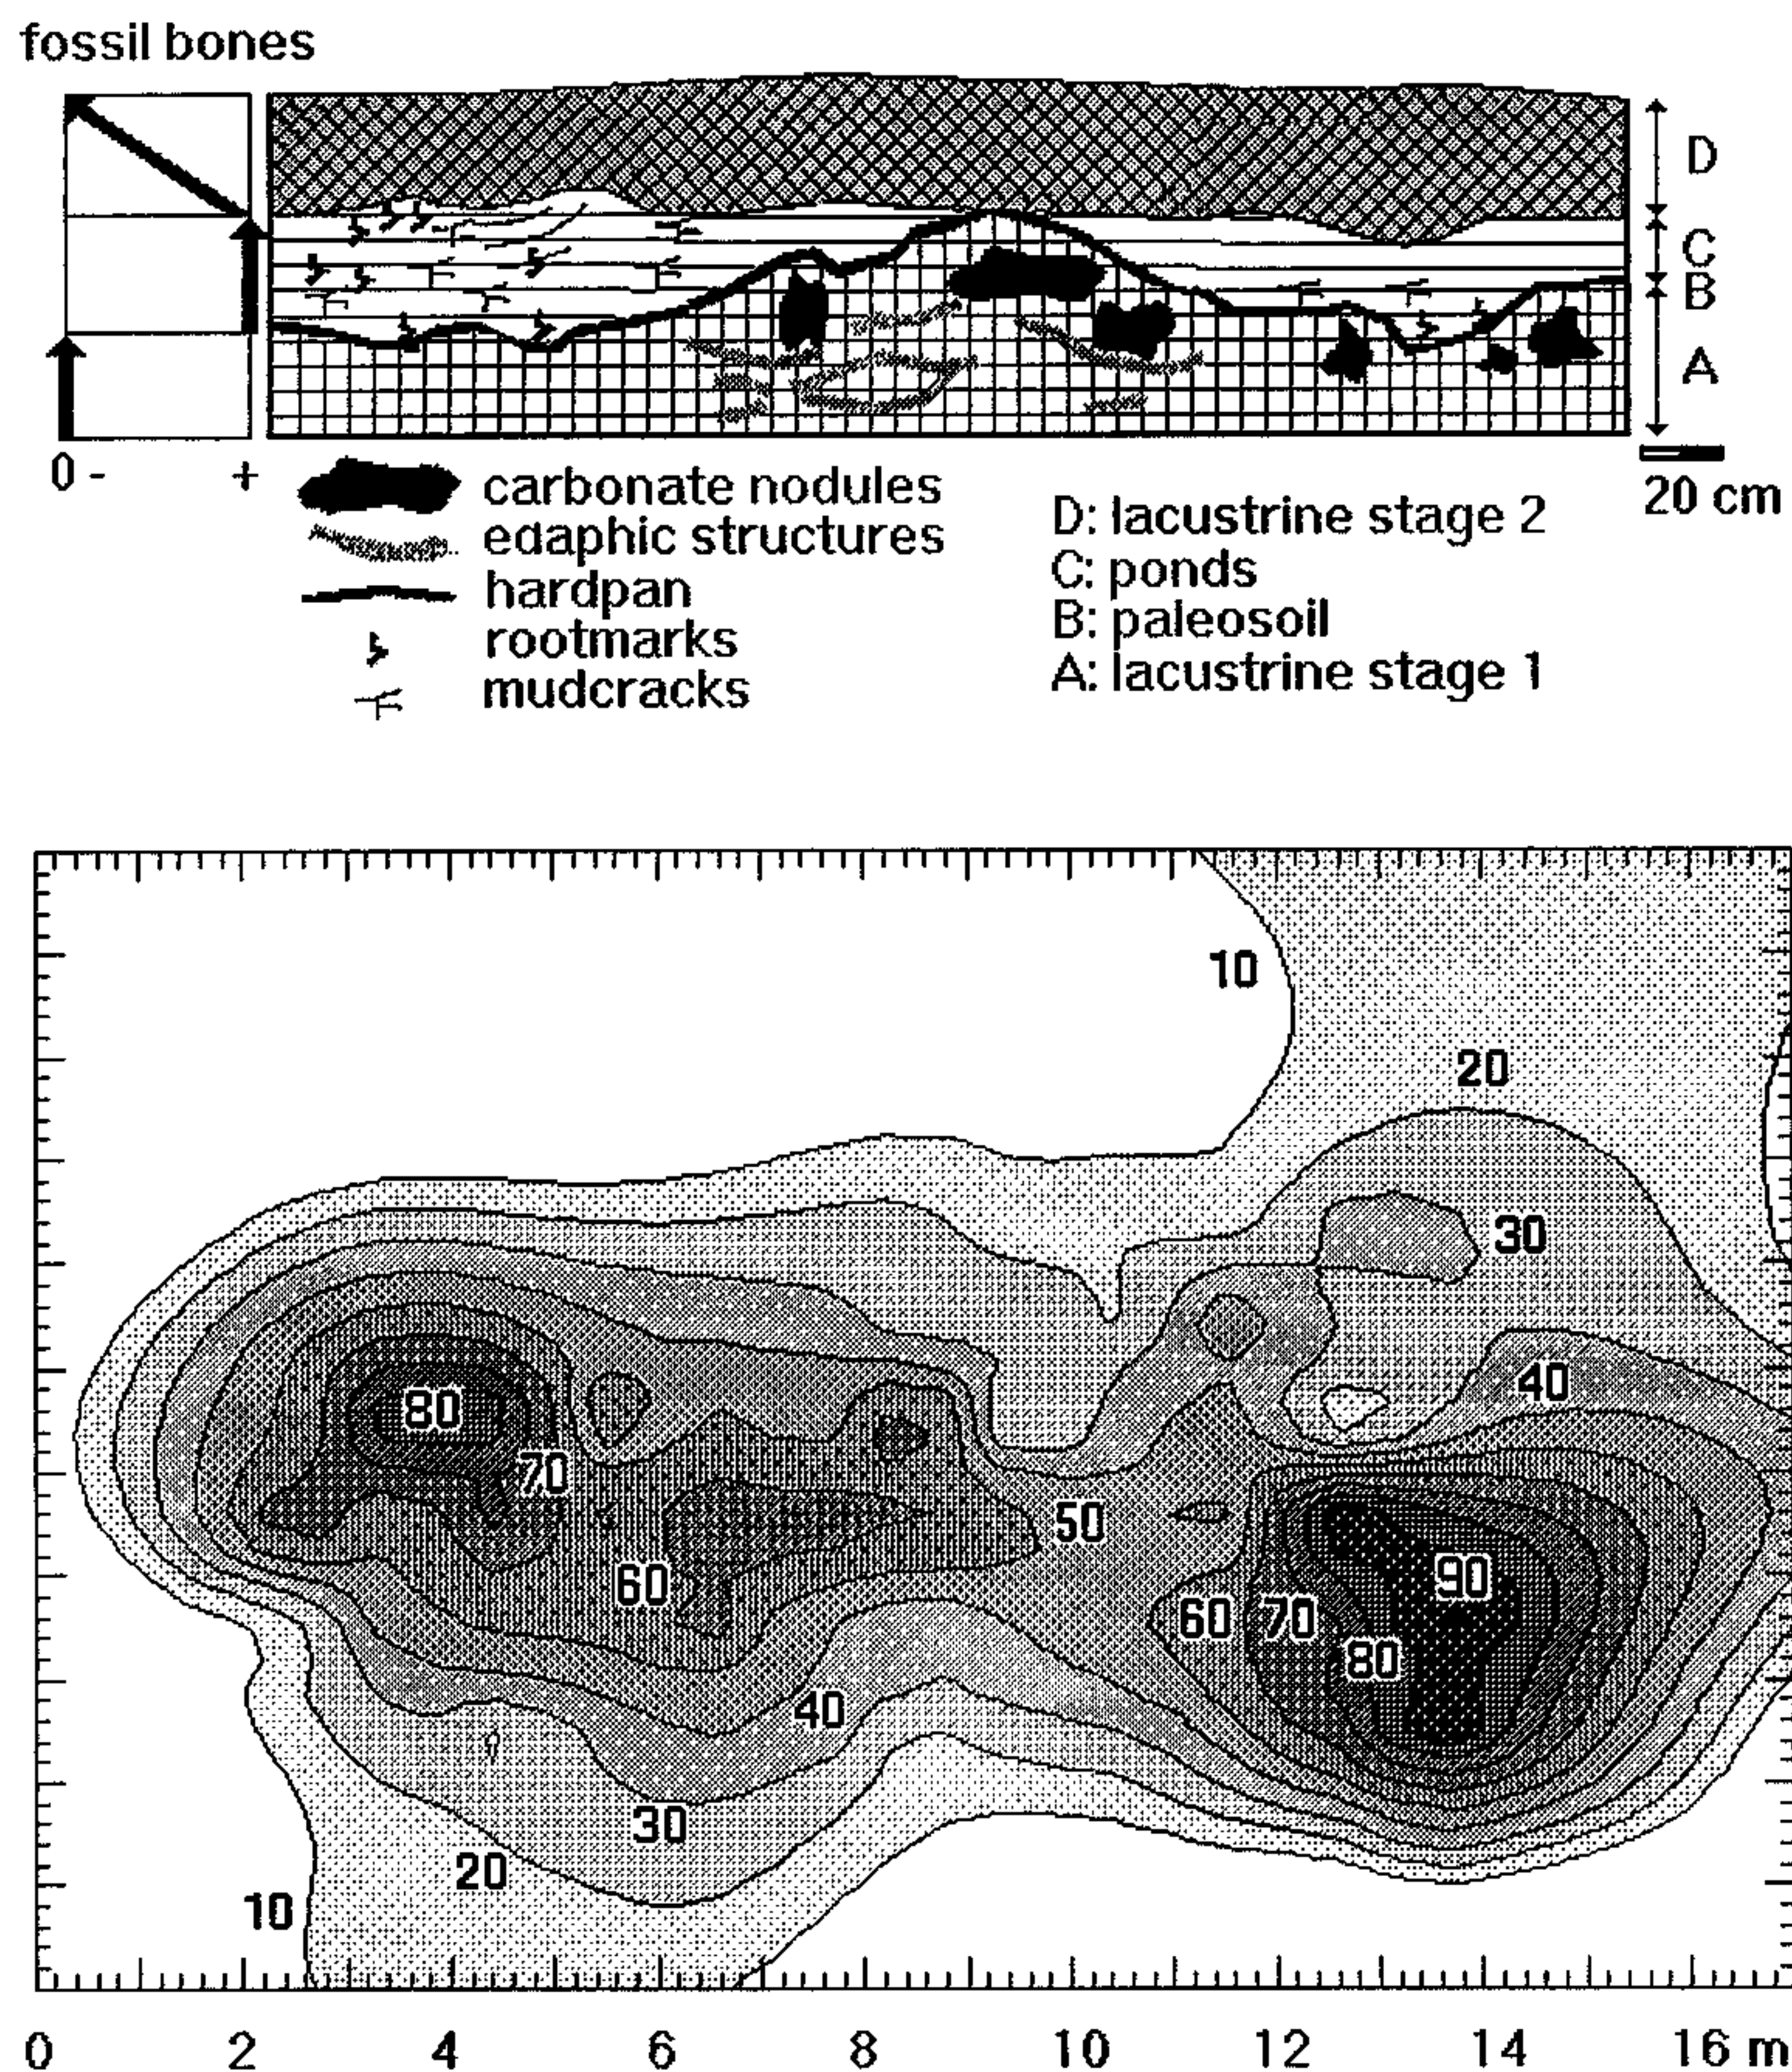 fossil bones
D
C
B
A
0 - +
20 cm
carbonate nodules
edaphic structures
hardpan
rootmarks
mudcracks
D: lacustrine stage 2
C: ponds
B: paleosoil
A: lacustrine stage 1
10
20
30
40
80
70
50
60
90
60 70
80
40
30
20
10
0 2 4 6 8 10 12 14 16 m